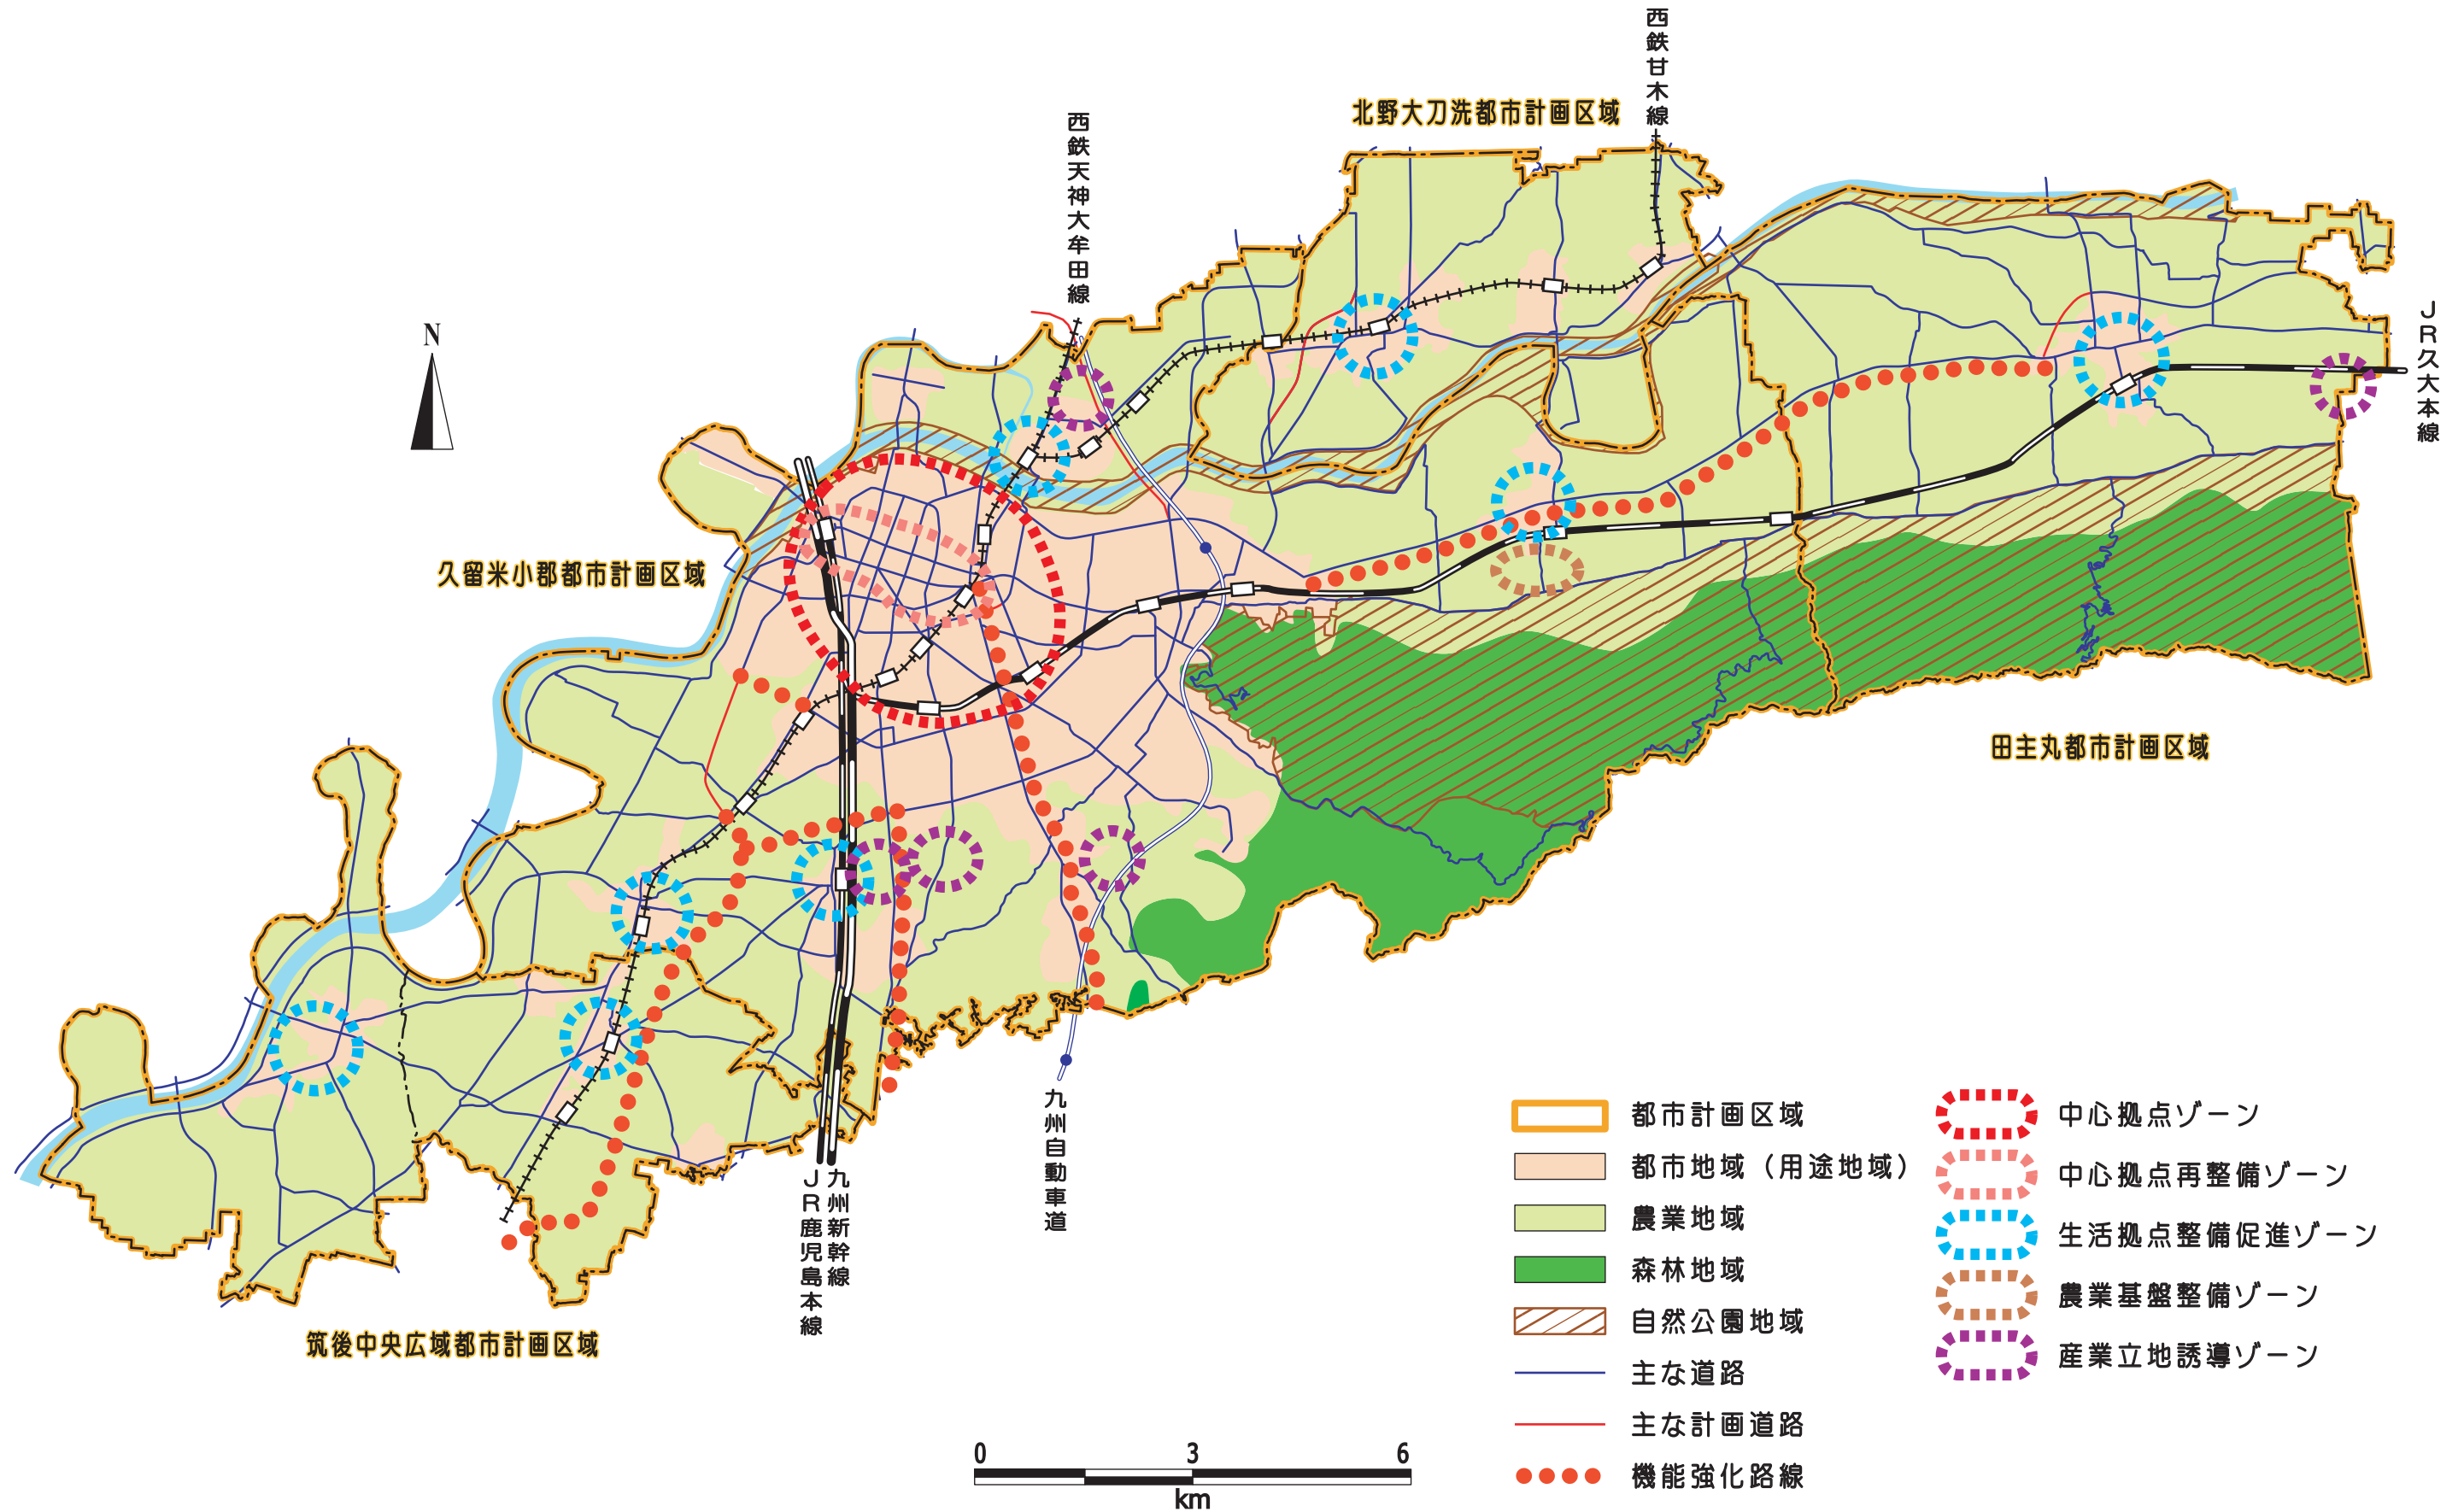 西鉄甘木線
北野大刀洗都市計画区域
西鉄天神大牟田線
JR久大本線
N
久留米小郡都市計画区域
田主丸都市計画区域
九州自動車道
JR鹿児島本線
九州新幹線
筑後中央広域都市計画区域
都市計画区域
都市地域（用途地域）
農業地域
森林地域
自然公園地域
主な道路
主な計画道路
機能強化路線
中心拠点ゾーン
中心拠点再整備ゾーン
生活拠点整備促進ゾーン
農業基盤整備ゾーン
産業立地誘導ゾーン
0 3 6
km